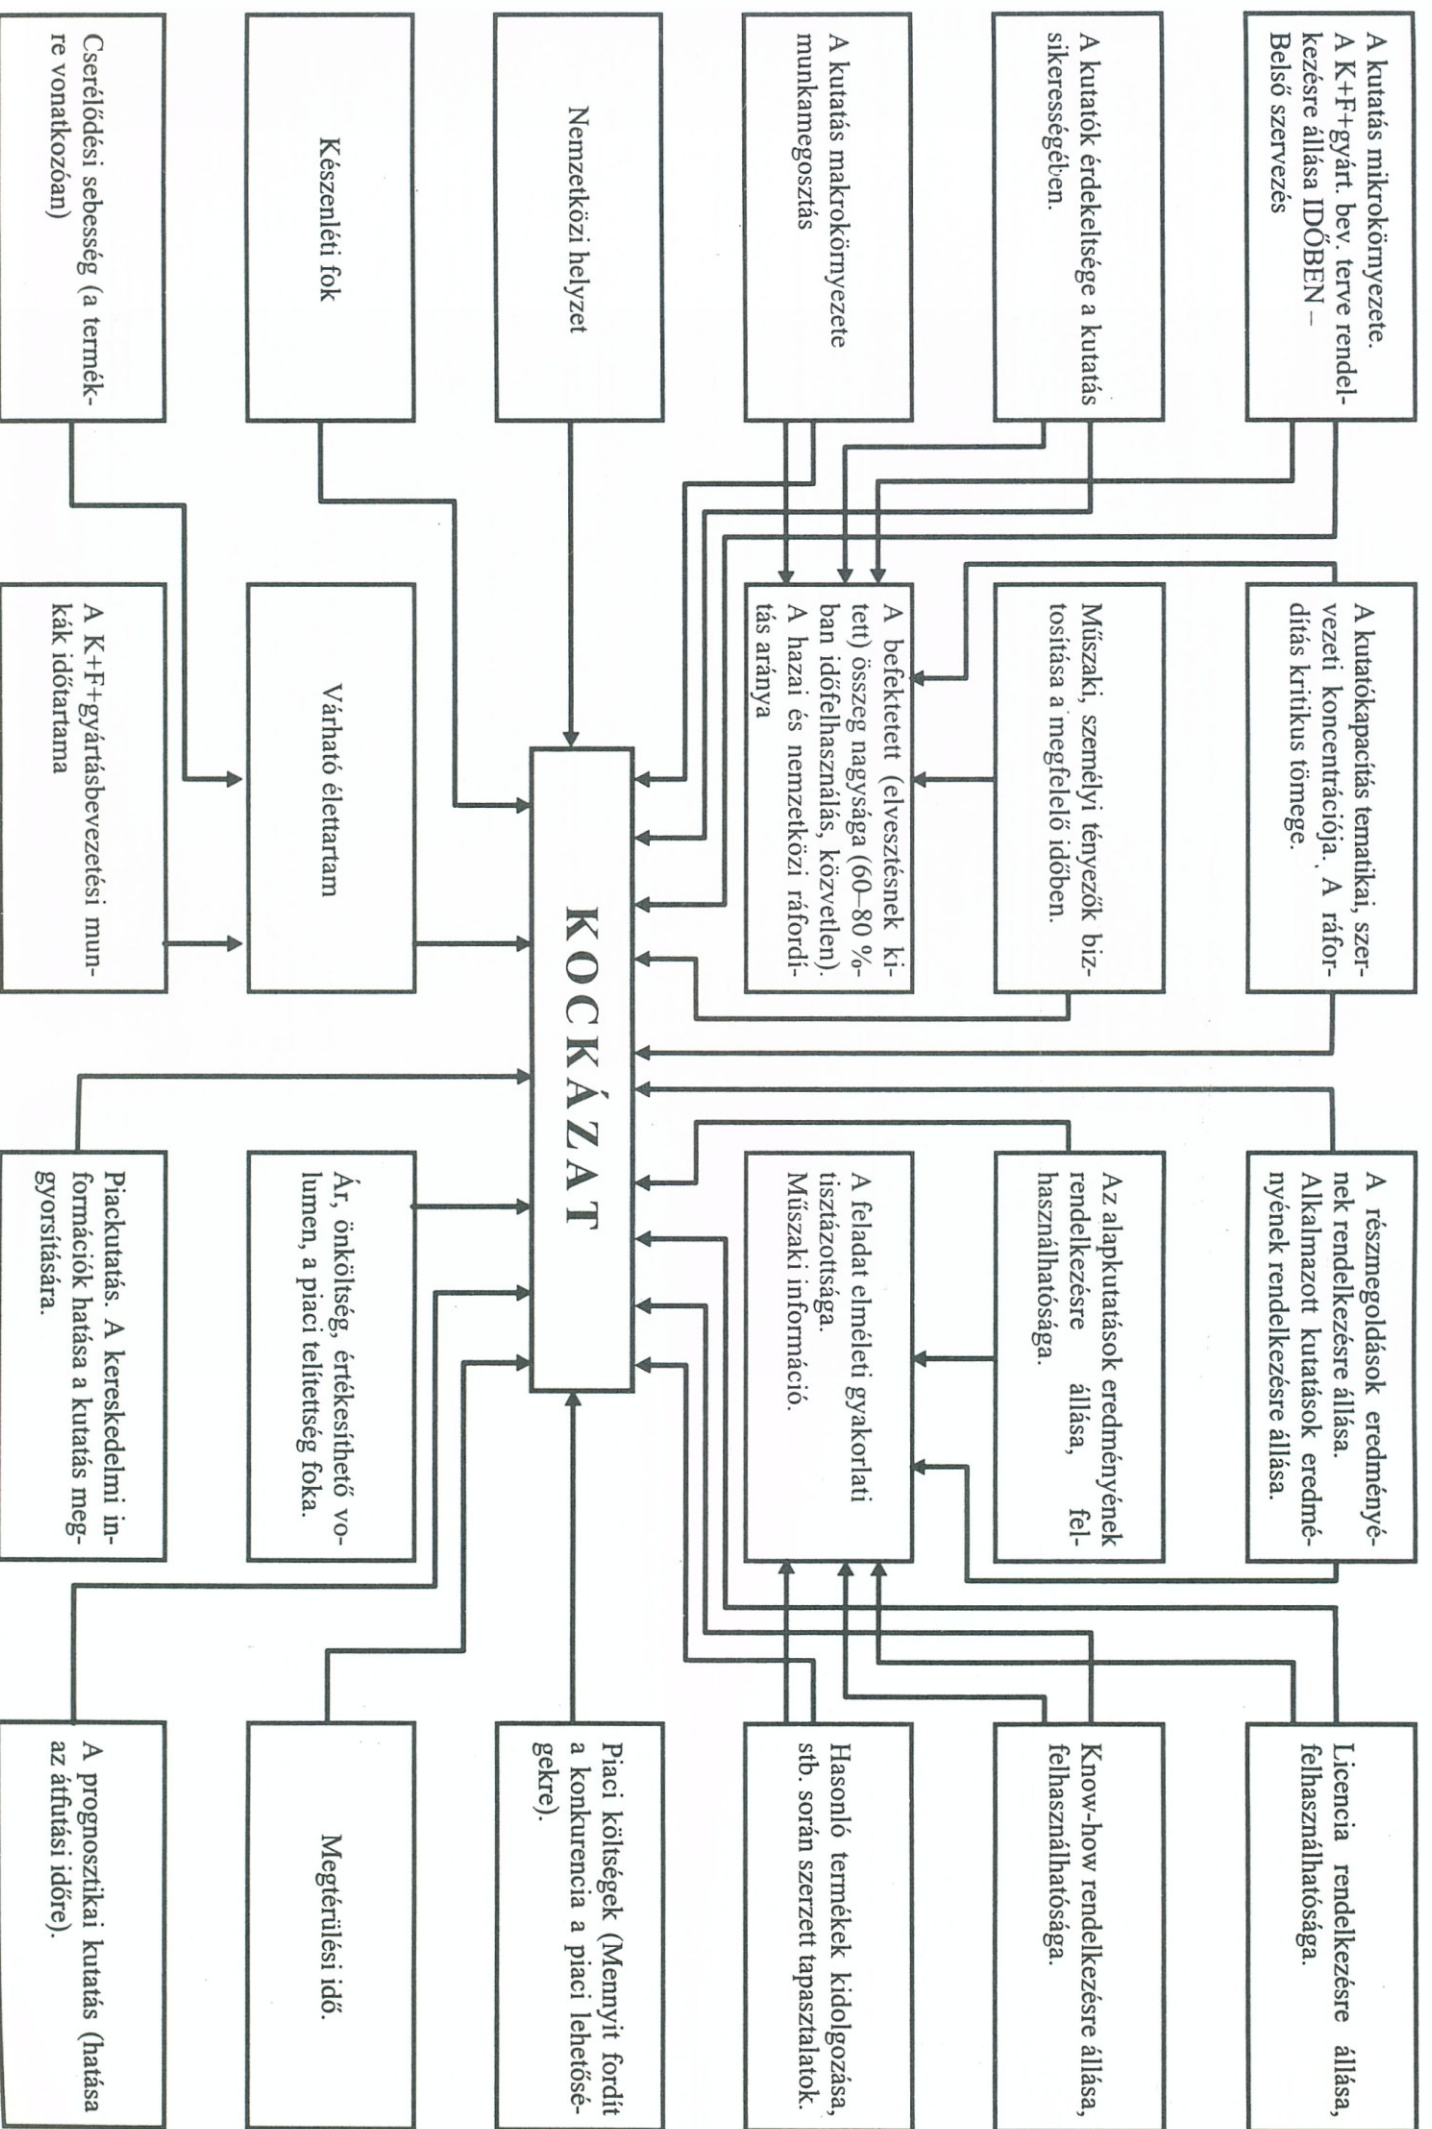 A kutatás mikrokörnyezete.
A K+F+gyárt. bev. terve rendel-
kezésre állása IDŐBEN –
Belső szervezés
A kutatókapacítás tematikai, szer-
vezeti koncentrációja. A ráfor-
dítás kritikus tömege.
A részmegoldások eredményé-
nek rendelkezésre állása.
Alkalmazott kutatások eredmé-
nyének rendelkezésre állása.
Licencia rendelkezésre állása,
felhasználhatósága.
A kutatók érdekeltsége a kutatás
sikerességében.
Műszaki, személyi tényezők biz-
tosítása a megfelelő időben.
Az alapkutatások eredményének
rendelkezésre állása, fel-
használhatósága.
Know-how rendelkezésre állása,
felhasználhatósága.
A kutatás makrokörnyezete
munkamegosztás
A befektetett (elvesztésnek ki-
tett) összeg nagysága (60–80 %-
ban időfelhasználás, közvetlen).
A hazai és nemzetközi ráfordí-
tás aránya
A feladat elméleti gyakorlati
tisztázottsága.
Műszaki információ.
Hasonló termékek kidolgozása,
stb. során szerzett tapasztalatok.
Nemzetközi helyzet
KOCKÁZAT
Piaci költségek (Mennyit fordít
a konkurencia a piaci lehetősé-
gekre).
Készenléti fok
Várható élettartam
Ár, önköltség, értékesíthető vo-
lumen, a piaci telítettség foka.
Megtérülési idő.
Cserélődési sebesség (a termék-
re vonatkozóan)
A K+F+gyártásbevezetési mun-
kák időtartama
Piackutatás. A kereskedelmi in-
formációk hatása a kutatás meg-
gyorsítására.
A prognosztikai kutatás (hatása
az átfutási időre).